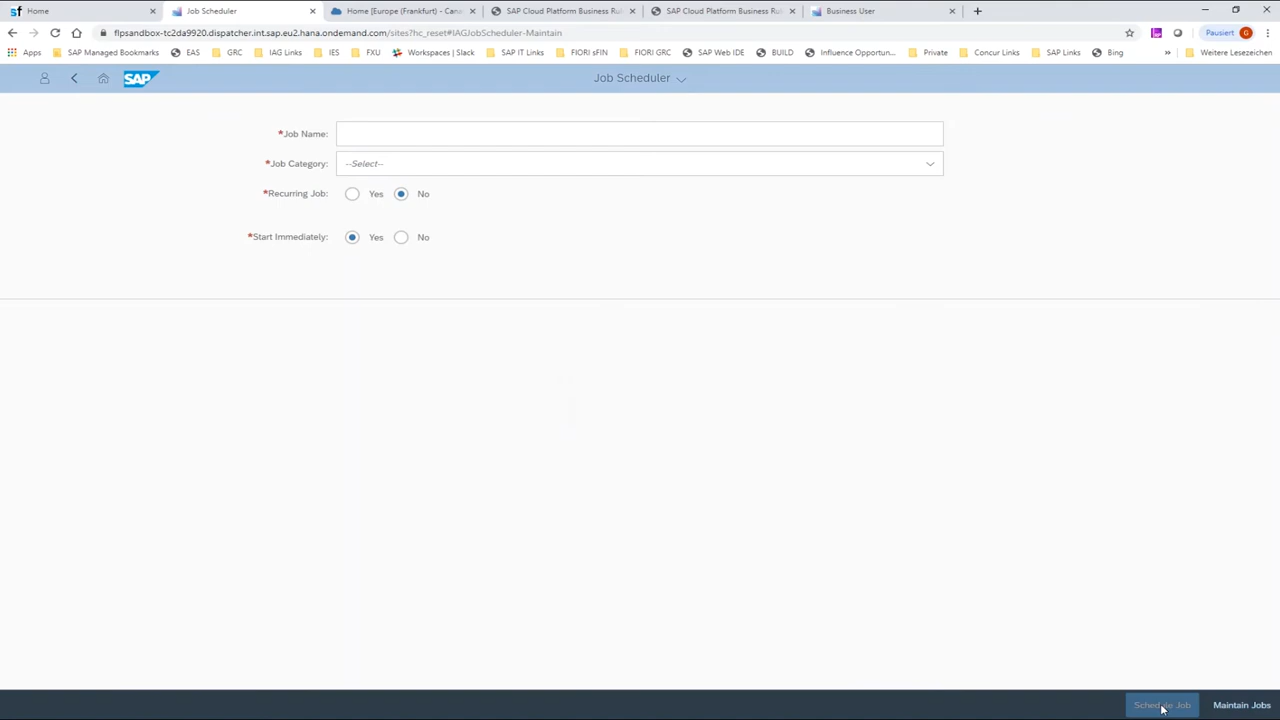 Home
Job Scheduler
Home [Europe (Frankfurt) - Cana
SAP Cloud Platform Business Rul
SAP Cloud Platform Business Rul
Business User
flpsandbox-tc2da9920.dispatcher.int.sap.eu2.hana.ondemand.com/sites?hc_reset#IAGJobScheduler-Maintain
Pausiert G
Apps
SAP Managed Bookmarks
EAS
GRC
IAG Links
IES
FXU
Workspaces | Slack
SAP IT Links
FIORI sFIN
FIORI GRC
SAP Web IDE
BUILD
Influence Opportun...
Private
Concur Links
SAP Links
Bing
»
Weitere Lesezeichen
SAP
Job Scheduler
*Job Name:
*Job Category: --Select--
*Recurring Job: Yes No
*Start Immediately: Yes No
Schedule Job Maintain Jobs